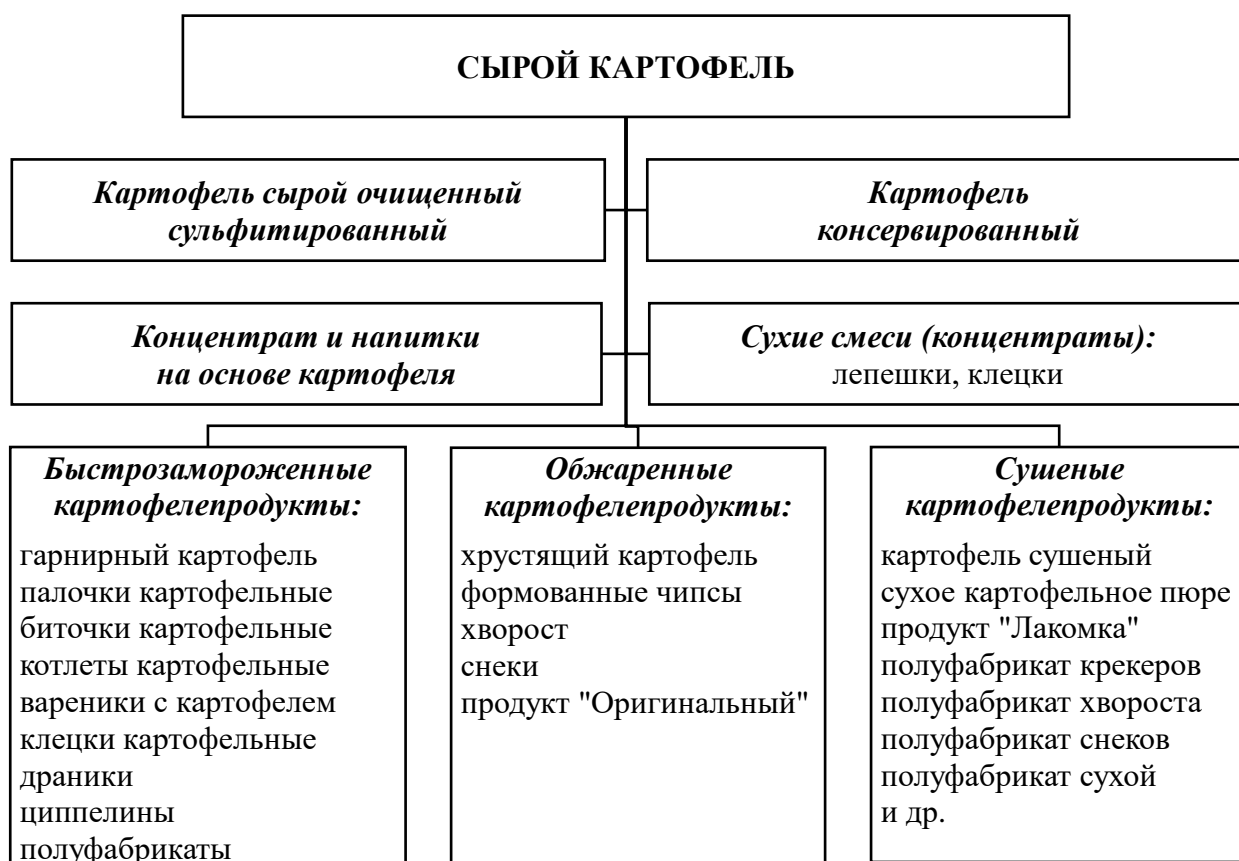 СЫРОЙ КАРТОФЕЛЬ
Картофель сырой очищенный
сульфитированный
Картофель
консервированный
Концентрат и напитки
на основе картофеля
Сухие смеси (концентраты):
лепешки, клецки
Быстрозамороженные
картофелепродукты:
гарнирный картофель
палочки картофельные
биточки картофельные
котлеты картофельные
вареники с картофелем
клецки картофельные
драники
циппелины
полуфабрикаты
Обжаренные
картофелепродукты:
хрустящий картофель
формованные чипсы
хворост
снеки
продукт "Оригинальный"
Сушеные
картофелепродукты:
картофель сушеный
сухое картофельное пюре
продукт "Лакомка"
полуфабрикат крекеров
полуфабрикат хвороста
полуфабрикат снеков
полуфабрикат сухой
и др.